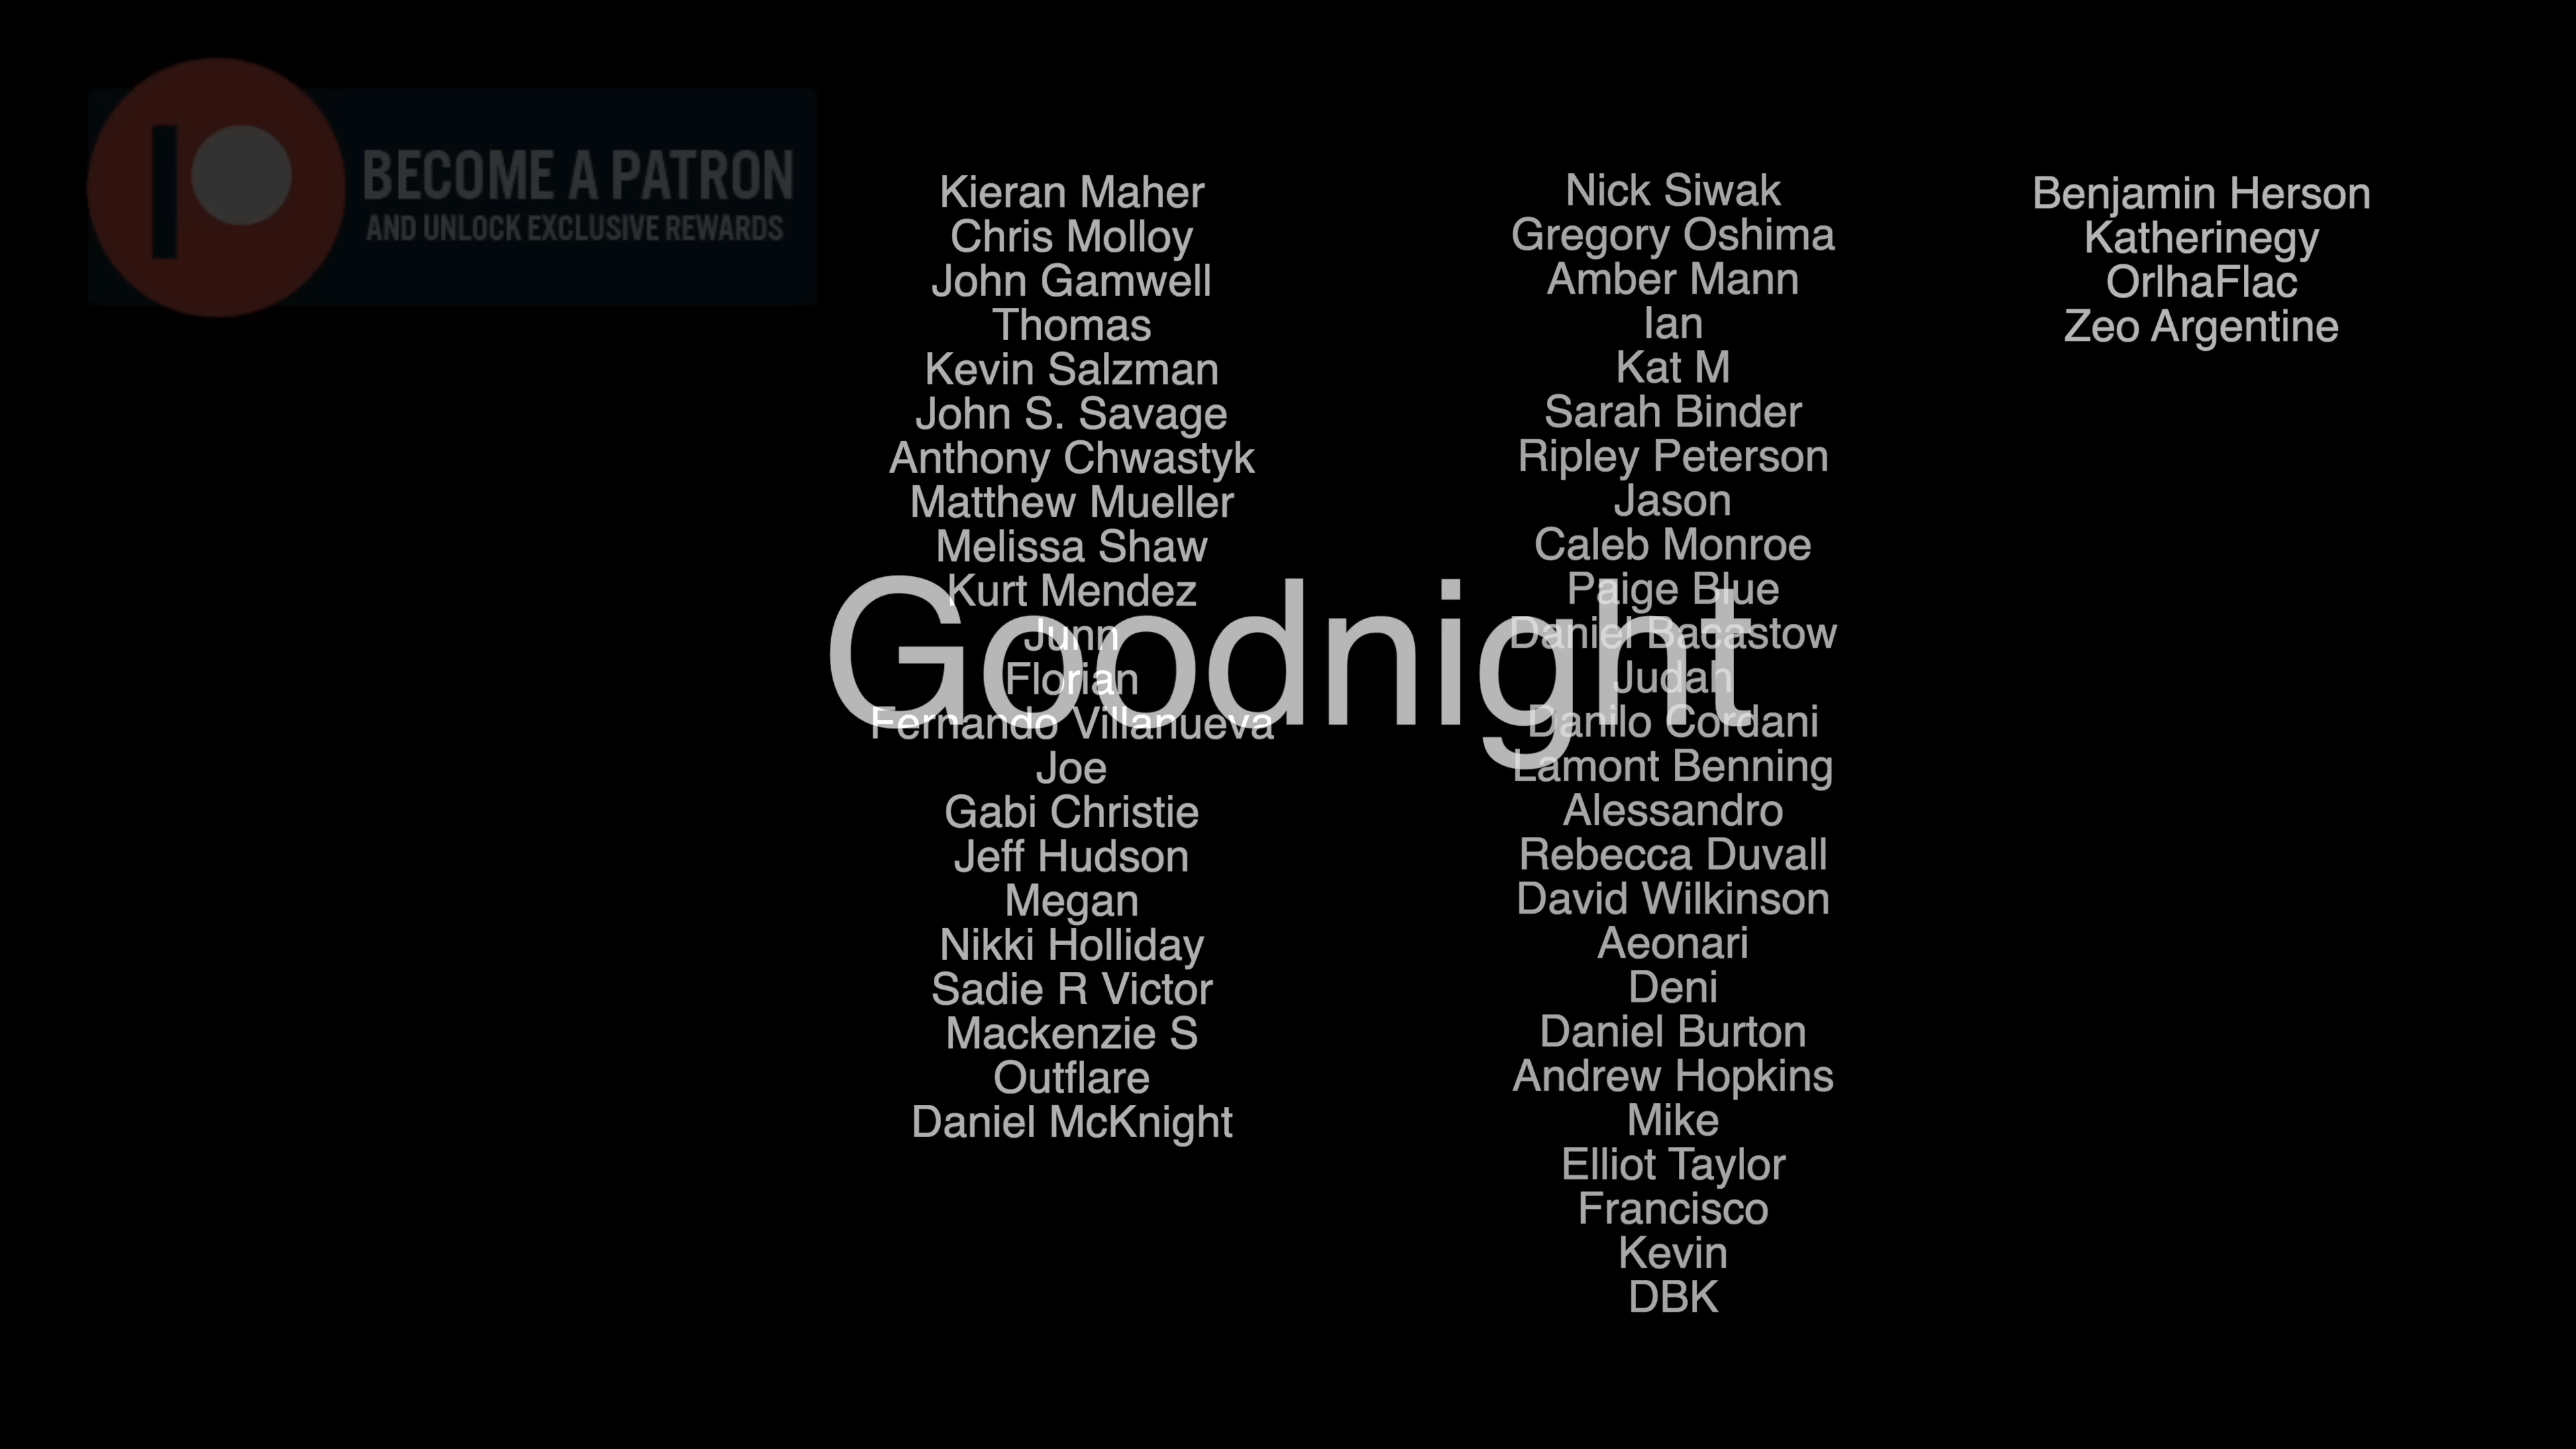 BECOME A PATRON
AND UNLOCK EXCLUSIVE REWARDS
Kieran Maher
Chris Molloy
John Gamwell
Thomas
Kevin Salzman
John S. Savage
Anthony Chwastyk
Matthew Mueller
Melissa Shaw
Kurt Mendez
Junn
Florian
Fernando Villanueva
Joe
Gabi Christie
Jeff Hudson
Megan
Nikki Holliday
Sadie R Victor
Mackenzie S
Outflare
Daniel McKnight
Goodnight
Nick Siwak
Gregory Oshima
Amber Mann
Ian
Kat M
Sarah Binder
Ripley Peterson
Jason
Caleb Monroe
Paige Blue
Daniel Bacastow
Judah
Danilo Cordani
Lamont Benning
Alessandro
Rebecca Duvall
David Wilkinson
Aeonari
Deni
Daniel Burton
Andrew Hopkins
Mike
Elliot Taylor
Francisco
Kevin
DBK
Benjamin Herson
Katherinegy
OrlhaFlac
Zeo Argentine